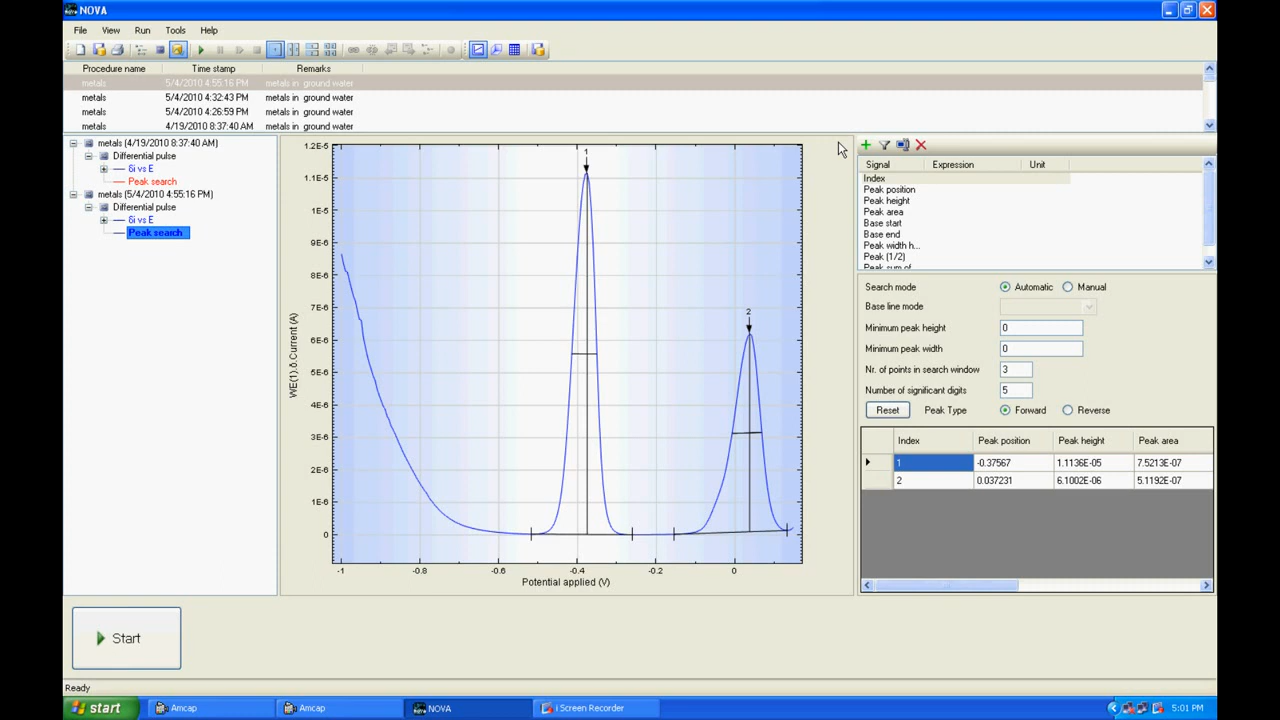 NOVA
File View Run Tools Help
Procedure name Time stamp Remarks
metals 5/4/2010 4:55:16 PM metals in ground water
metals 5/4/2010 4:32:43 PM metals in ground water
metals 5/4/2010 4:26:59 PM metals in ground water
metals 4/19/2010 8:37:40 AM metals in ground water
metals (4/19/2010 8:37:40 AM)
Differential pulse
δi vs E
Peak search
metals (5/4/2010 4:55:16 PM)
Differential pulse
δi vs E
Peak search
1.2E-5
1.1E-5
1E-5
9E-6
8E-6
7E-6
6E-6
5E-6
4E-6
3E-6
2E-6
1E-6
0
WE(1).δ.Current (A)
1
2
-1 -0.8 -0.6 -0.4 -0.2 0
Potential applied (V)
Signal Expression Unit
Index
Peak position
Peak height
Peak area
Base start
Base end
Peak width h...
Peak (1/2)
Peak sum of
Search mode Automatic Manual
Base line mode
Minimum peak height 0
Minimum peak width 0
Nr. of points in search window 3
Number of significant digits 5
Reset Peak Type Forward Reverse
Index Peak position Peak height Peak area
1 -0.37567 1.1136E-05 7.5213E-07
2 0.037231 6.1002E-06 5.1192E-07
Start
Ready
start Amcap Amcap NOVA i Screen Recorder 5:01 PM